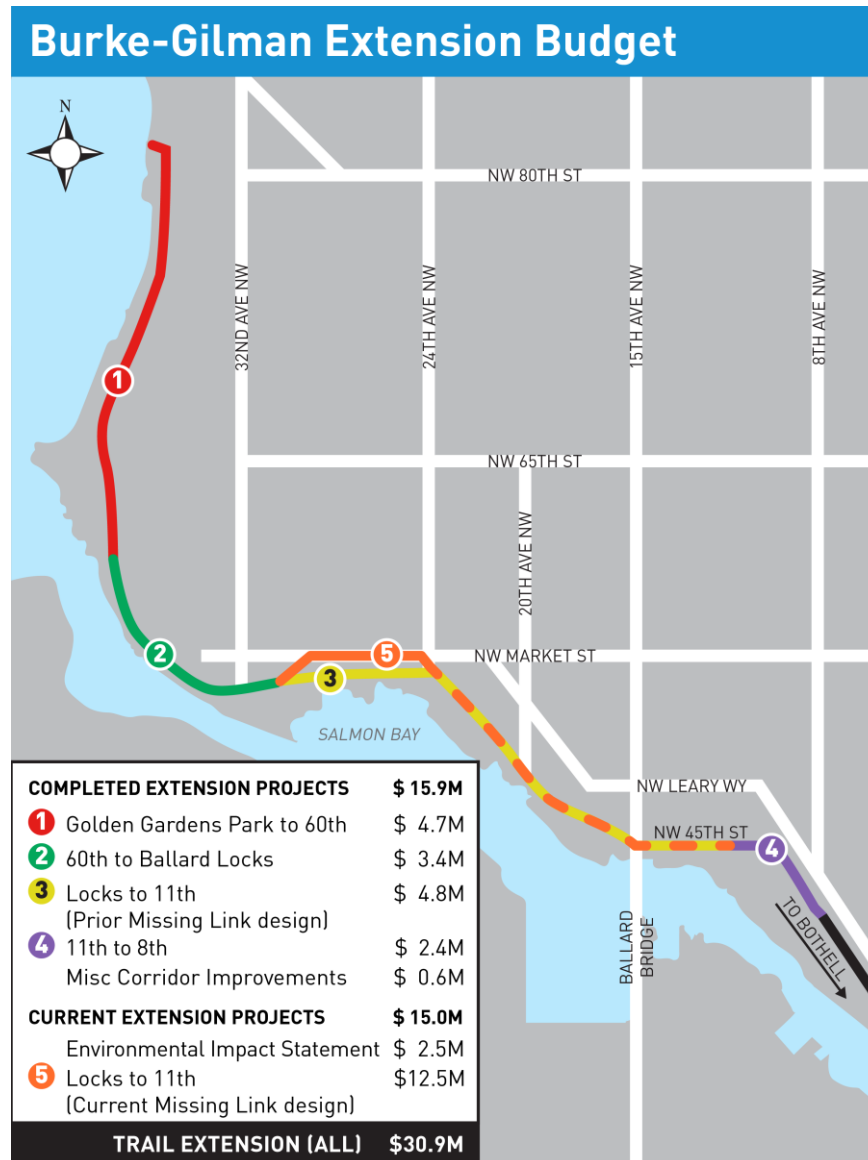 Burke-Gilman Extension Budget
N
NW 80TH ST
32ND AVE NW
24TH AVE NW
15TH AVE NW
8TH AVE NW
1
NW 65TH ST
20TH AVE NW
2
5
NW MARKET ST
3
SALMON BAY
NW LEARY WY
NW 45TH ST
4
BALLARD
BRIDGE
TO BOTHELL
COMPLETED EXTENSION PROJECTS $ 15.9M
1 Golden Gardens Park to 60th $ 4.7M
2 60th to Ballard Locks $ 3.4M
3 Locks to 11th $ 4.8M
(Prior Missing Link design)
4 11th to 8th $ 2.4M
Misc Corridor Improvements $ 0.6M
CURRENT EXTENSION PROJECTS $ 15.0M
Environmental Impact Statement $ 2.5M
5 Locks to 11th $12.5M
(Current Missing Link design)
TRAIL EXTENSION (ALL) $30.9M